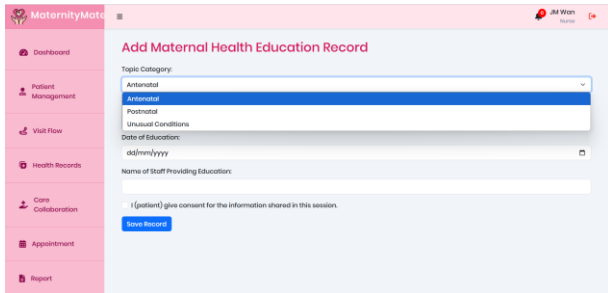 MaternityMate
JM Wan
Nurse
Dashboard
Patient
Management
Visit Flow
Health Records
Care
Collaboration
Appointment
Report
Add Maternal Health Education Record
Topic Category:
Antenatal
Antenatal
Postnatal
Unusual Conditions
Date of Education:
dd/mm/yyyy
Name of Staff Providing Education:
I (patient) give consent for the information shared in this session.
Save Record